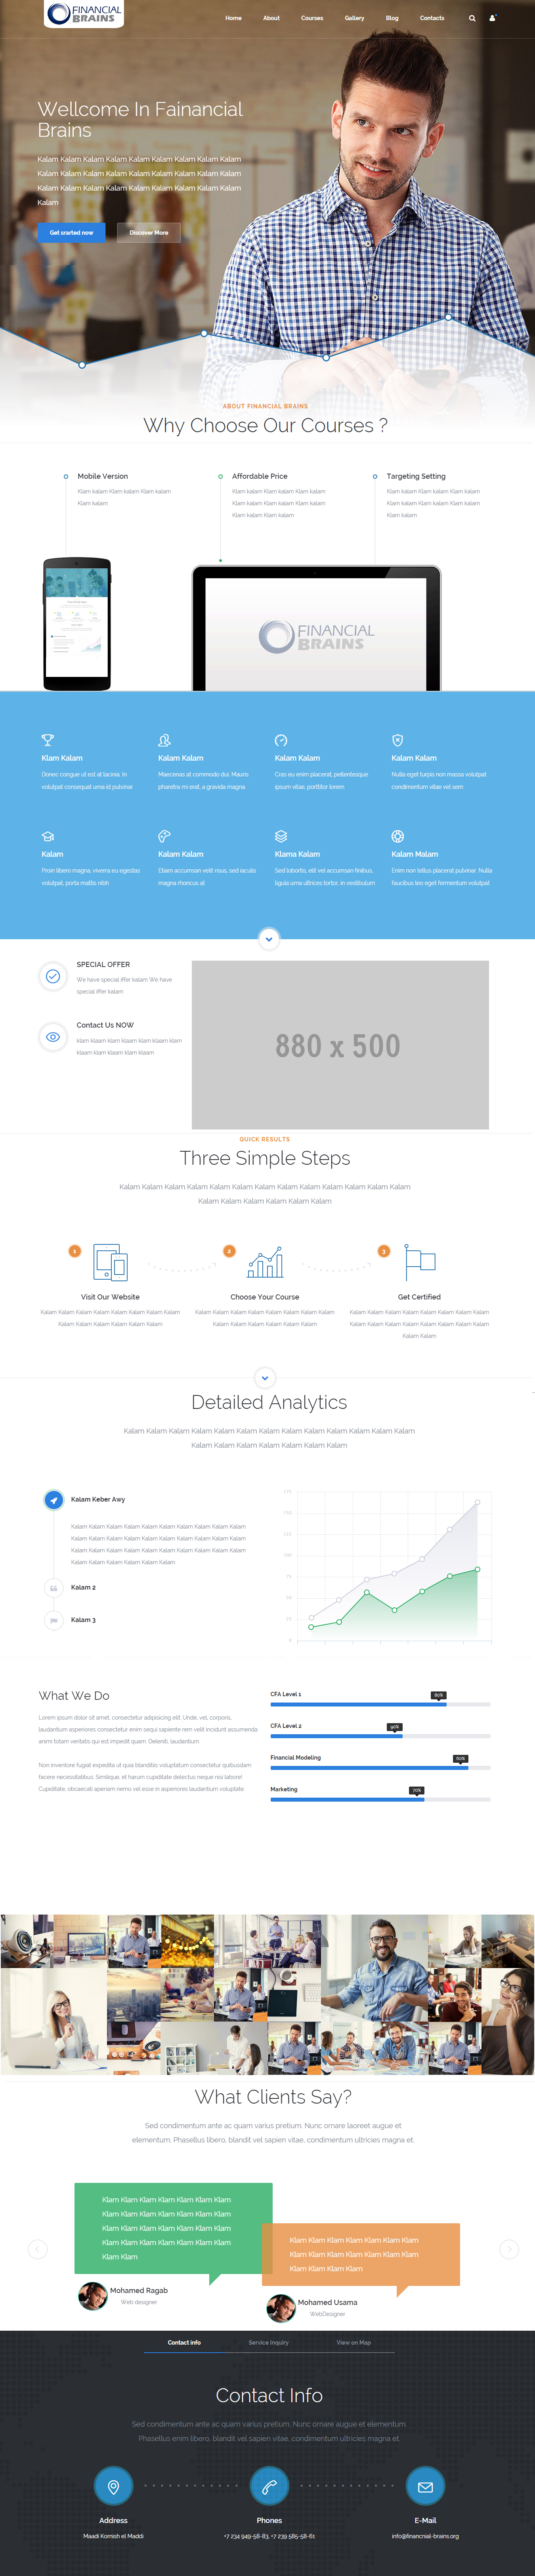 FINANCIAL
BRAINS
Home About Courses Gallery Blog Contacts
Wellcome In Fainancial
Brains
Kalam Kalam Kalam Kalam Kalam Kalam Kalam Kalam Kalam
Kalam Kalam Kalam Kalam Kalam Kalam Kalam Kalam Kalam
Kalam Kalam Kalam Kalam Kalam Kalam Kalam Kalam Kalam
Kalam
Get srarted now Discover More
ABOUT FINANCIAL BRAINS
Why Choose Our Courses ?
Mobile Version
Klam kalam Klam kalam Klam kalam
Klam kalam
Affordable Price
Klam kalam Klam kalam Klam kalam
Klam kalam Klam kalam Klam kalam
Klam kalam Klam kalam
Targeting Setting
Klam kalam Klam kalam Klam kalam
Klam kalam Klam kalam Klam kalam
Klam kalam
FINANCIAL
BRAINS
Klam Kalam
Donec congue ut est at lacinia. In
volutpat consequat urna id pulvinar
Kalam Kalam
Maecenas at commodo dui. Mauris
pharetra mi erat, a gravida magna
Kalam Kalam
Cras eu enim placerat, pellentesque
ipsum vitae, porttitor lorem
Kalam Kalam
Nulla eget turpis non massa volutpat
condimentum vitae vel sem
Kalam
Proin libero magna, viverra eu egestas
volutpat, porta mattis nibh
Kalam Kalam
Etiam accumsan velit risus, sed iaculis
magna rhoncus at
Klama Kalam
Sed lobortis, elit vel accumsan finibus,
ligula urna ultrices tortor, in vestibulum
Kalam Malam
Enim non tellus placerat pulvinar. Nulla
faucibus leo eget fermentum volutpat
SPECIAL OFFER
We have special iffer kalam We have
special iffer kalam
Contact Us NOW
klam klaam klam klaam klam klaam klam
klaam klam klaam klam klaam
880 x 500
QUICK RESULTS
Three Simple Steps
Kalam Kalam Kalam Kalam Kalam Kalam Kalam Kalam Kalam Kalam Kalam Kalam Kalam
Kalam Kalam Kalam Kalam Kalam Kalam
1
Visit Our Website
Kalam Kalam Kalam Kalam Kalam Kalam Kalam Kalam
Kalam Kalam Kalam Kalam Kalam Kalam
2
Choose Your Course
Kalam Kalam Kalam Kalam Kalam Kalam Kalam Kalam
Kalam Kalam Kalam Kalam Kalam Kalam
3
Get Certified
Kalam Kalam Kalam Kalam Kalam Kalam Kalam Kalam
Kalam Kalam Kalam Kalam Kalam Kalam Kalam Kalam
Kalam Kalam
Detailed Analytics
Kalam Kalam Kalam Kalam Kalam Kalam Kalam Kalam Kalam Kalam Kalam Kalam Kalam
Kalam Kalam Kalam Kalam Kalam Kalam Kalam
Kalam Keber Awy
Kalam Kalam Kalam Kalam Kalam Kalam Kalam Kalam Kalam Kalam
Kalam Kalam Kalam Kalam Kalam Kalam Kalam Kalam Kalam Kalam
Kalam Kalam Kalam Kalam Kalam Kalam Kalam Kalam Kalam Kalam
Kalam Kalam Kalam Kalam Kalam Kalam
Kalam 2
Kalam 3
175
150
125
100
75
50
25
0
What We Do
Lorem ipsum dolor sit amet, consectetur adipisicing elit. Unde, vel, corporis,
laudantium asperiores consectetur enim sequi sapiente rem velit incidunt assumenda
animi totam veritatis qui est impedit quam. Deleniti, laudantium.
Non inventore fugiat expedita ut quia blanditiis voluptatum consectetur quibusdam
facere necessitatibus. Similique, et harum cupiditate delectus neque nisi labore!
Cupiditate, obcaecati aperiam nemo vel esse in asperiores laudantium voluptate.
CFA Level 1
80%
CFA Level 2
90%
Financial Modeling
60%
Marketing
70%
What Clients Say?
Sed condimentum ante ac quam varius pretium. Nunc ornare laoreet augue et
elementum. Phasellus libero, blandit vel sapien vitae, condimentum ultricies magna et.
Klam Klam Klam Klam Klam Klam Klam
Klam Klam Klam Klam Klam Klam Klam
Klam Klam Klam Klam Klam Klam Klam
Klam Klam Klam Klam Klam Klam Klam
Klam Klam
Mohamed Ragab
Web designer
Klam Klam Klam Klam Klam Klam Klam
Klam Klam Klam Klam Klam Klam Klam
Klam Klam Klam Klam
Mohamed Usama
WebDesigner
Contact info Service Inquiry View on Map
Contact Info
Sed condimentum ante ac quam varius pretium. Nunc ornare augue et elementum.
Phasellus enim libero, blandit vel sapien vitae, condimentum ultricies magna et.
Address
Maadi Kornish el Maddi
Phones
+7 234 949-58-83, +7 239 585-58-61
E-Mail
info@financnial-brains.org